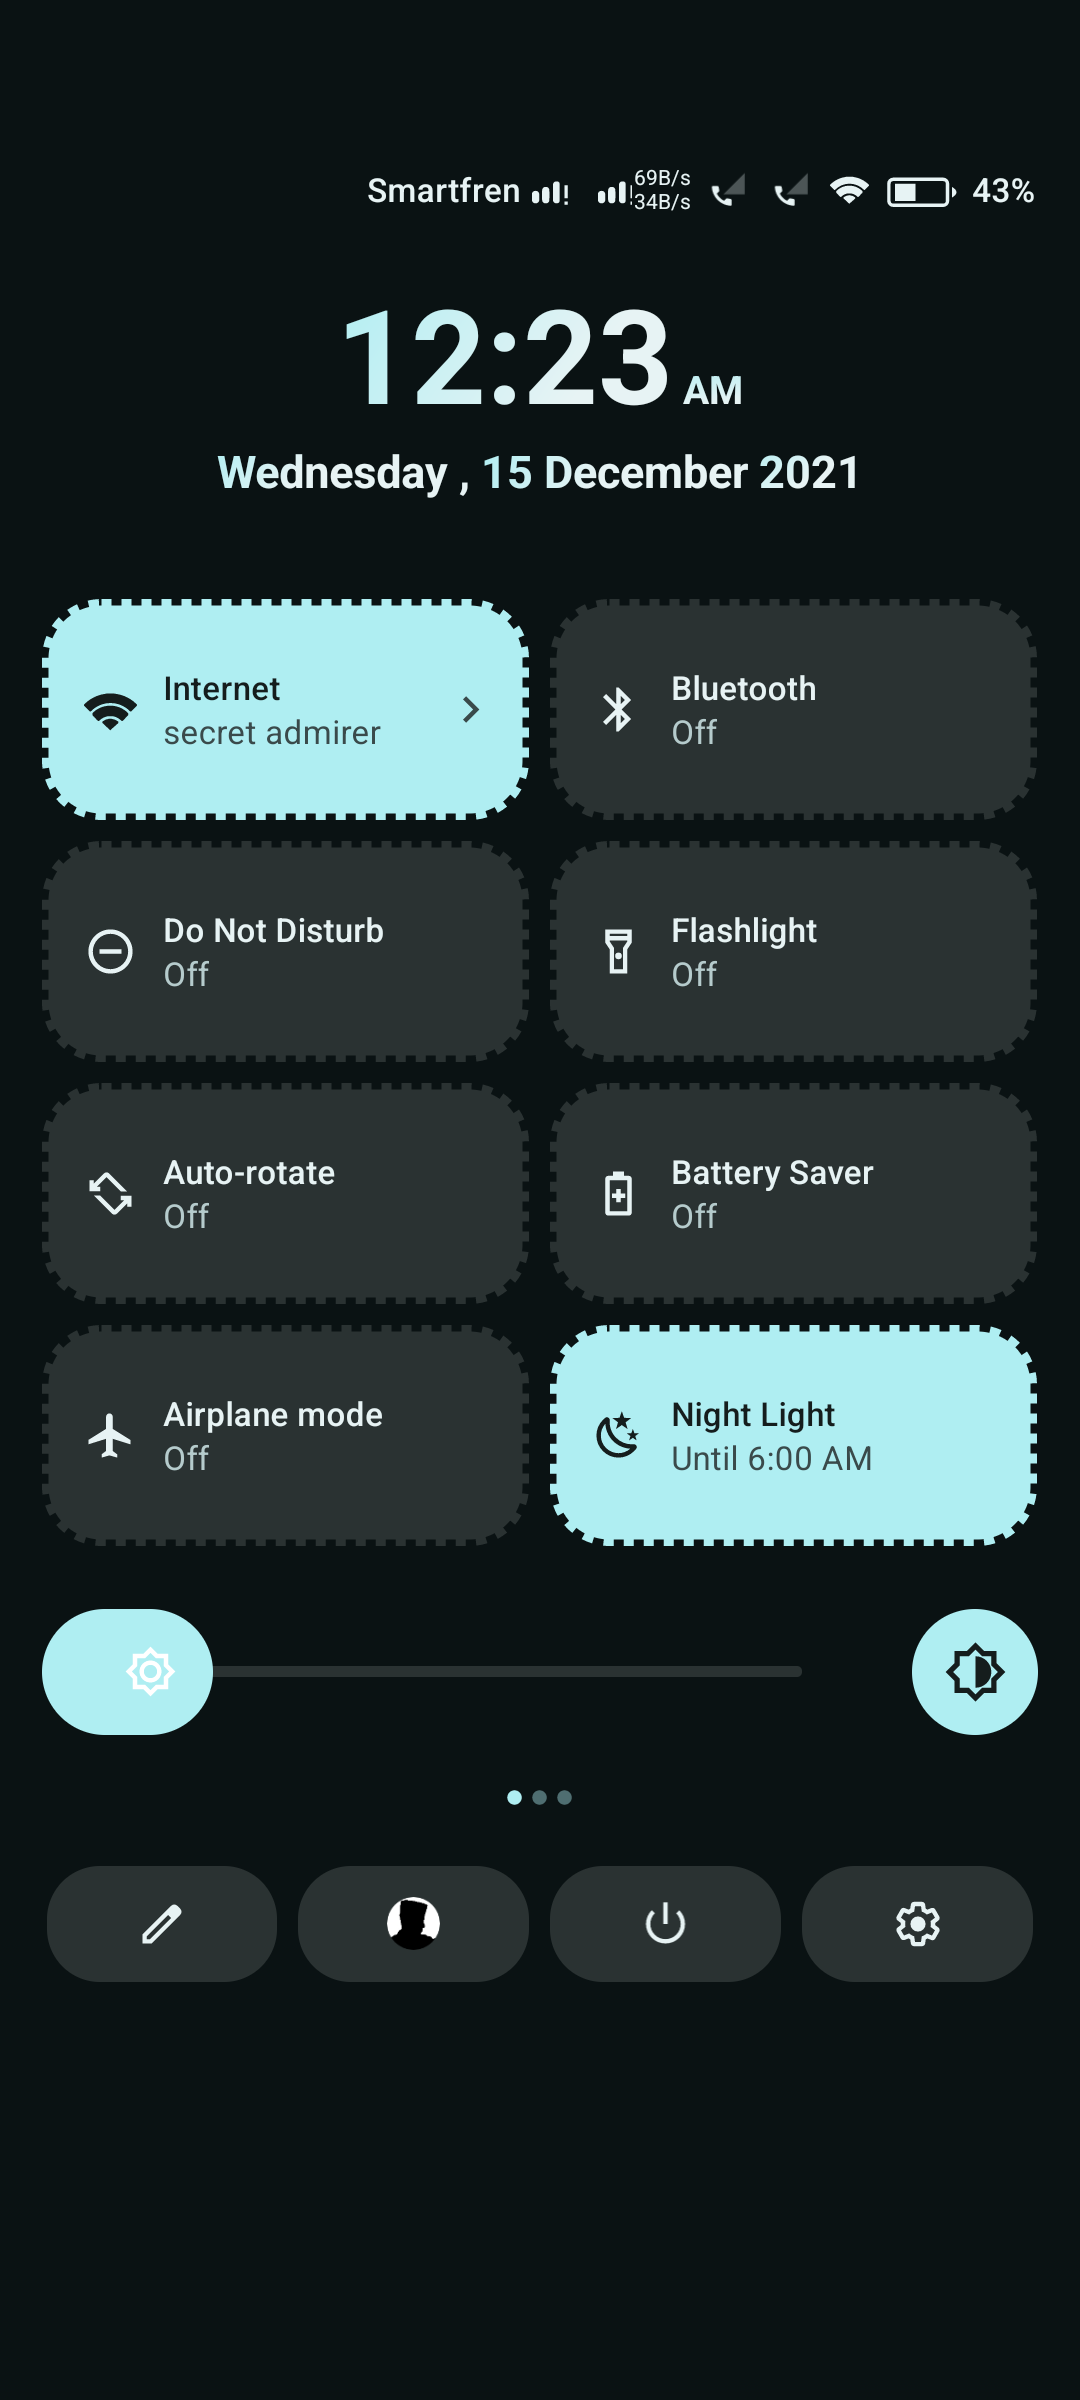 Smartfren 69B/s 43%
34B/s
12:23 AM
Wednesday , 15 December 2021
Internet
secret admirer
Bluetooth
Off
Do Not Disturb
Off
Flashlight
Off
Auto-rotate
Off
Battery Saver
Off
Airplane mode
Off
Night Light
Until 6:00 AM